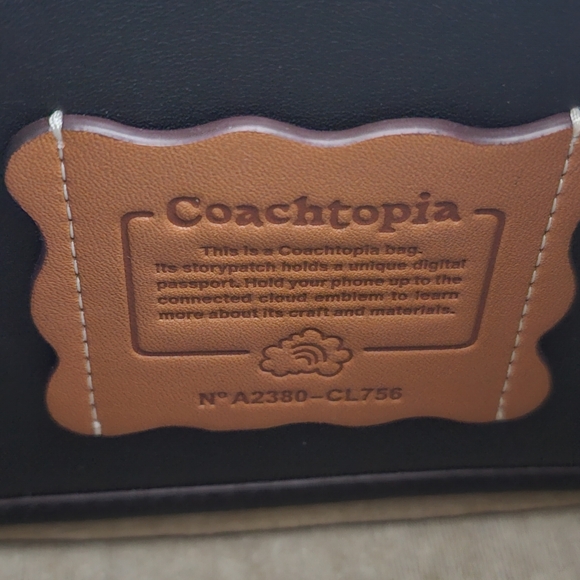 Coachtopia
This is a Coachtopia bag.
Its storypatch holds a unique digital
passport. Hold your phone up to the
connected cloud emblem to learn
more about its craft and materials.
Nº A2380-CL756